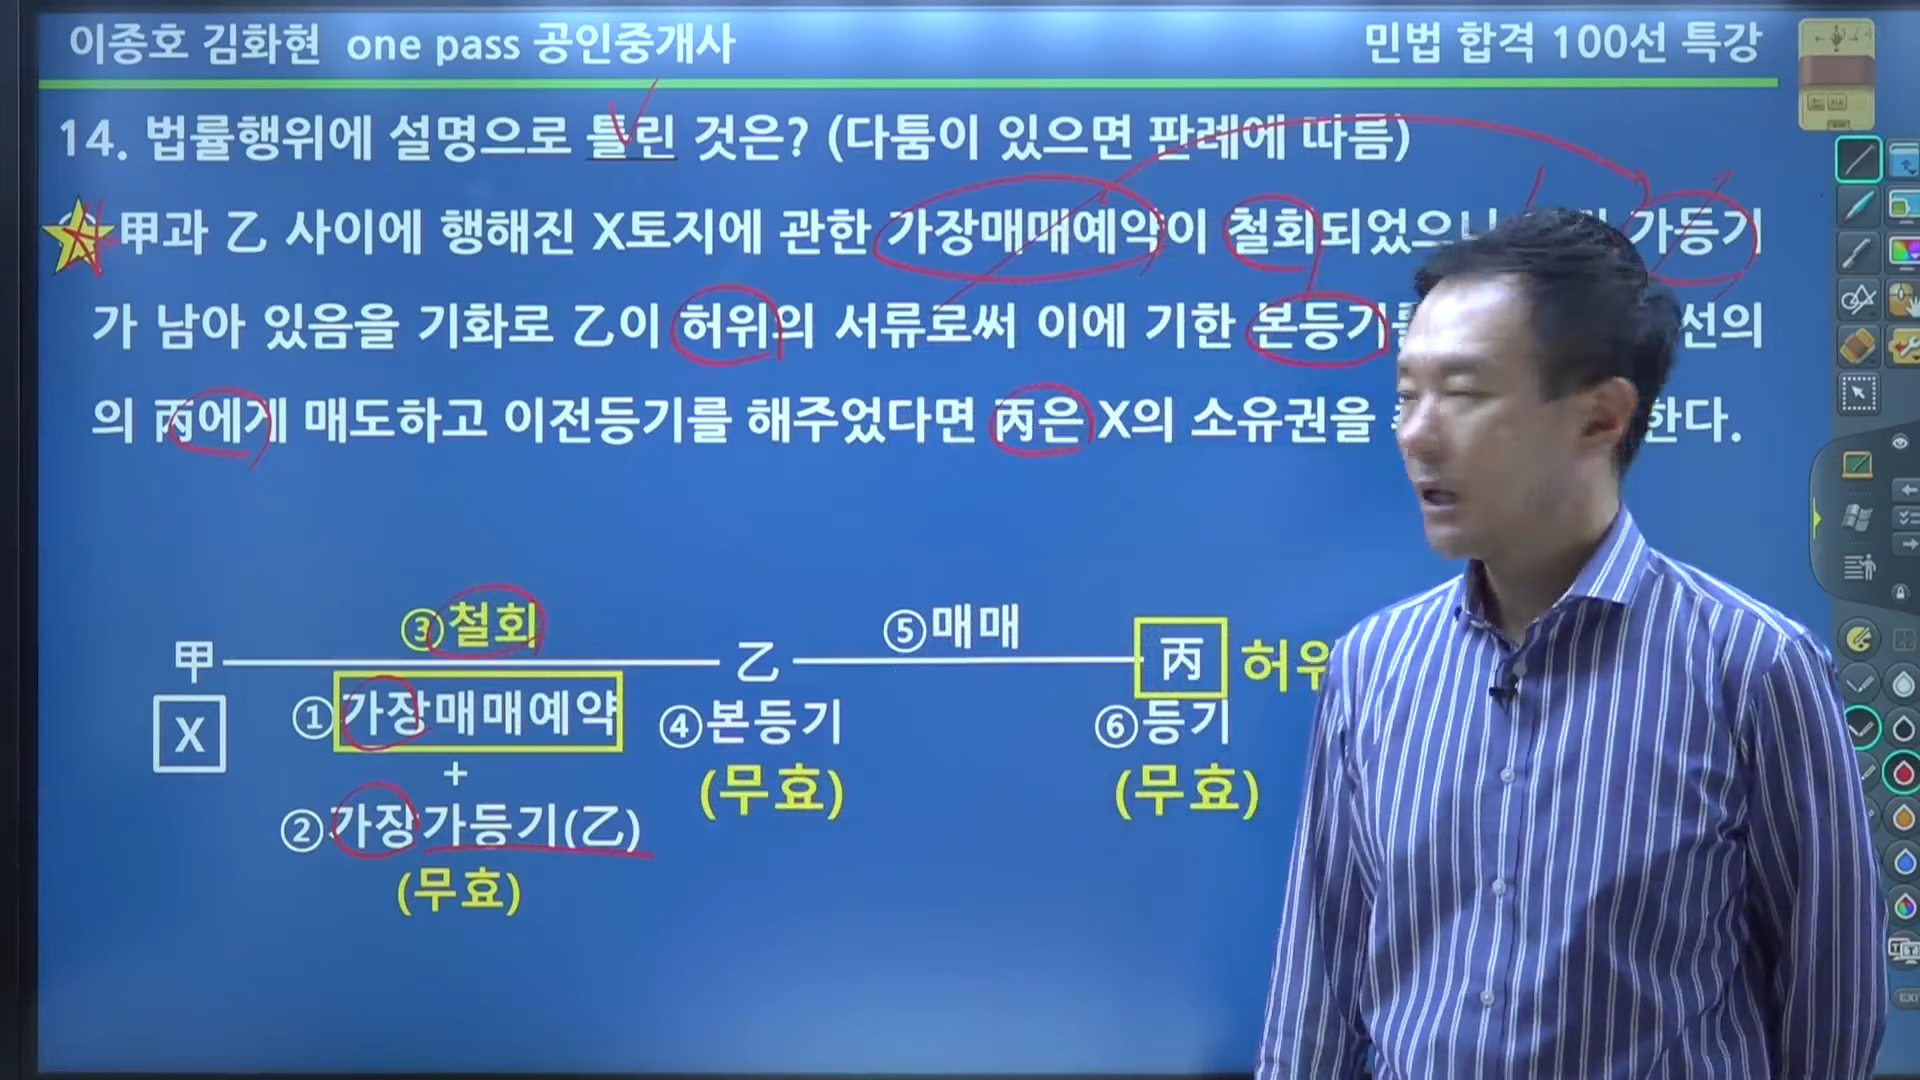 이종호 김화현 one pass 공인중개사
민법 합격 100선 특강
14. 법률행위에 설명으로 틀린 것은? (다툼이 있으면 판례에 따름)
甲과 乙 사이에 행해진 X토지에 관한 가장매매예약이 철회되었으나 가등기
가 남아 있음을 기화로 乙이 허위의 서류로써 이에 기한 본등기 선의
의 丙에게 매도하고 이전등기를 해주었다면 丙은 X의 소유권을 한다.
③철회
⑤매매
甲 乙 丙 허위
X
①가장매매예약
④본등기
⑥등기
+
(무효)
(무효)
②가장가등기(乙)
(무효)
ALL
EXI